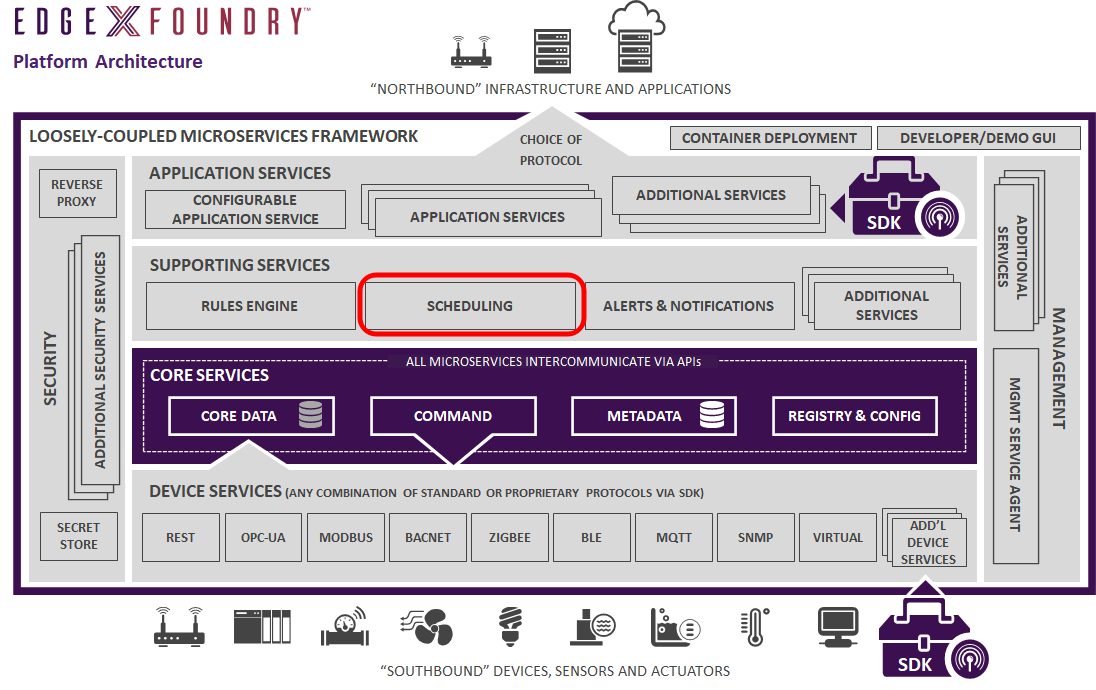 EDGE X FOUNDRY™
Platform Architecture
“NORTHBOUND” INFRASTRUCTURE AND APPLICATIONS
LOOSELY-COUPLED MICROSERVICES FRAMEWORK
CHOICE OF
PROTOCOL
CONTAINER DEPLOYMENT
DEVELOPER/DEMO GUI
REVERSE
PROXY
SECURITY
ADDITIONAL SECURITY SERVICES
SECRET
STORE
APPLICATION SERVICES
CONFIGURABLE
APPLICATION SERVICE
APPLICATION SERVICES
ADDITIONAL SERVICES
SDK
SUPPORTING SERVICES
RULES ENGINE
SCHEDULING
ALERTS & NOTIFICATIONS
ADDITIONAL
SERVICES
ALL MICROSERVICES INTERCOMMUNICATE VIA APIs
CORE SERVICES
CORE DATA
COMMAND
METADATA
REGISTRY & CONFIG
DEVICE SERVICES (ANY COMBINATION OF STANDARD OR PROPRIETARY PROTOCOLS VIA SDK)
REST
OPC-UA
MODBUS
BACNET
ZIGBEE
BLE
MQTT
SNMP
VIRTUAL
ADD’L
DEVICE
SERVICES
ADDITIONAL
SERVICES
MANAGEMENT
MGMT SERVICE AGENT
“SOUTHBOUND” DEVICES, SENSORS AND ACTUATORS
SDK